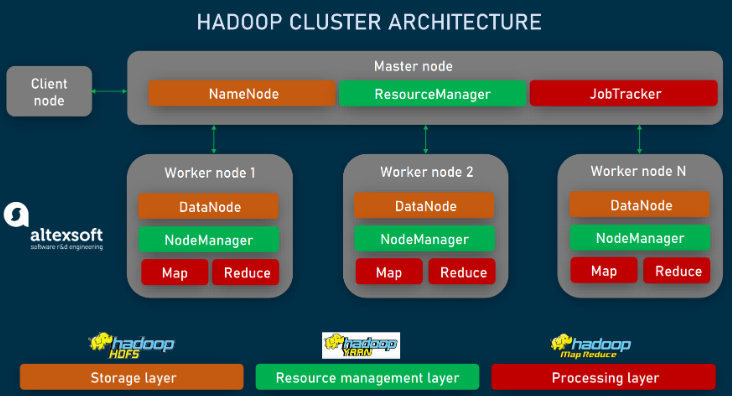 HADOOP CLUSTER ARCHITECTURE
Client
node
Master node
NameNode
ResourceManager
JobTracker
Worker node 1
DataNode
NodeManager
Map
Reduce
Worker node 2
DataNode
NodeManager
Map
Reduce
Worker node N
DataNode
NodeManager
Map
Reduce
altexsoft
software r&d engineering
hadoop
HDFS
hadoop
YARN
hadoop
Map Reduce
Storage layer
Resource management layer
Processing layer